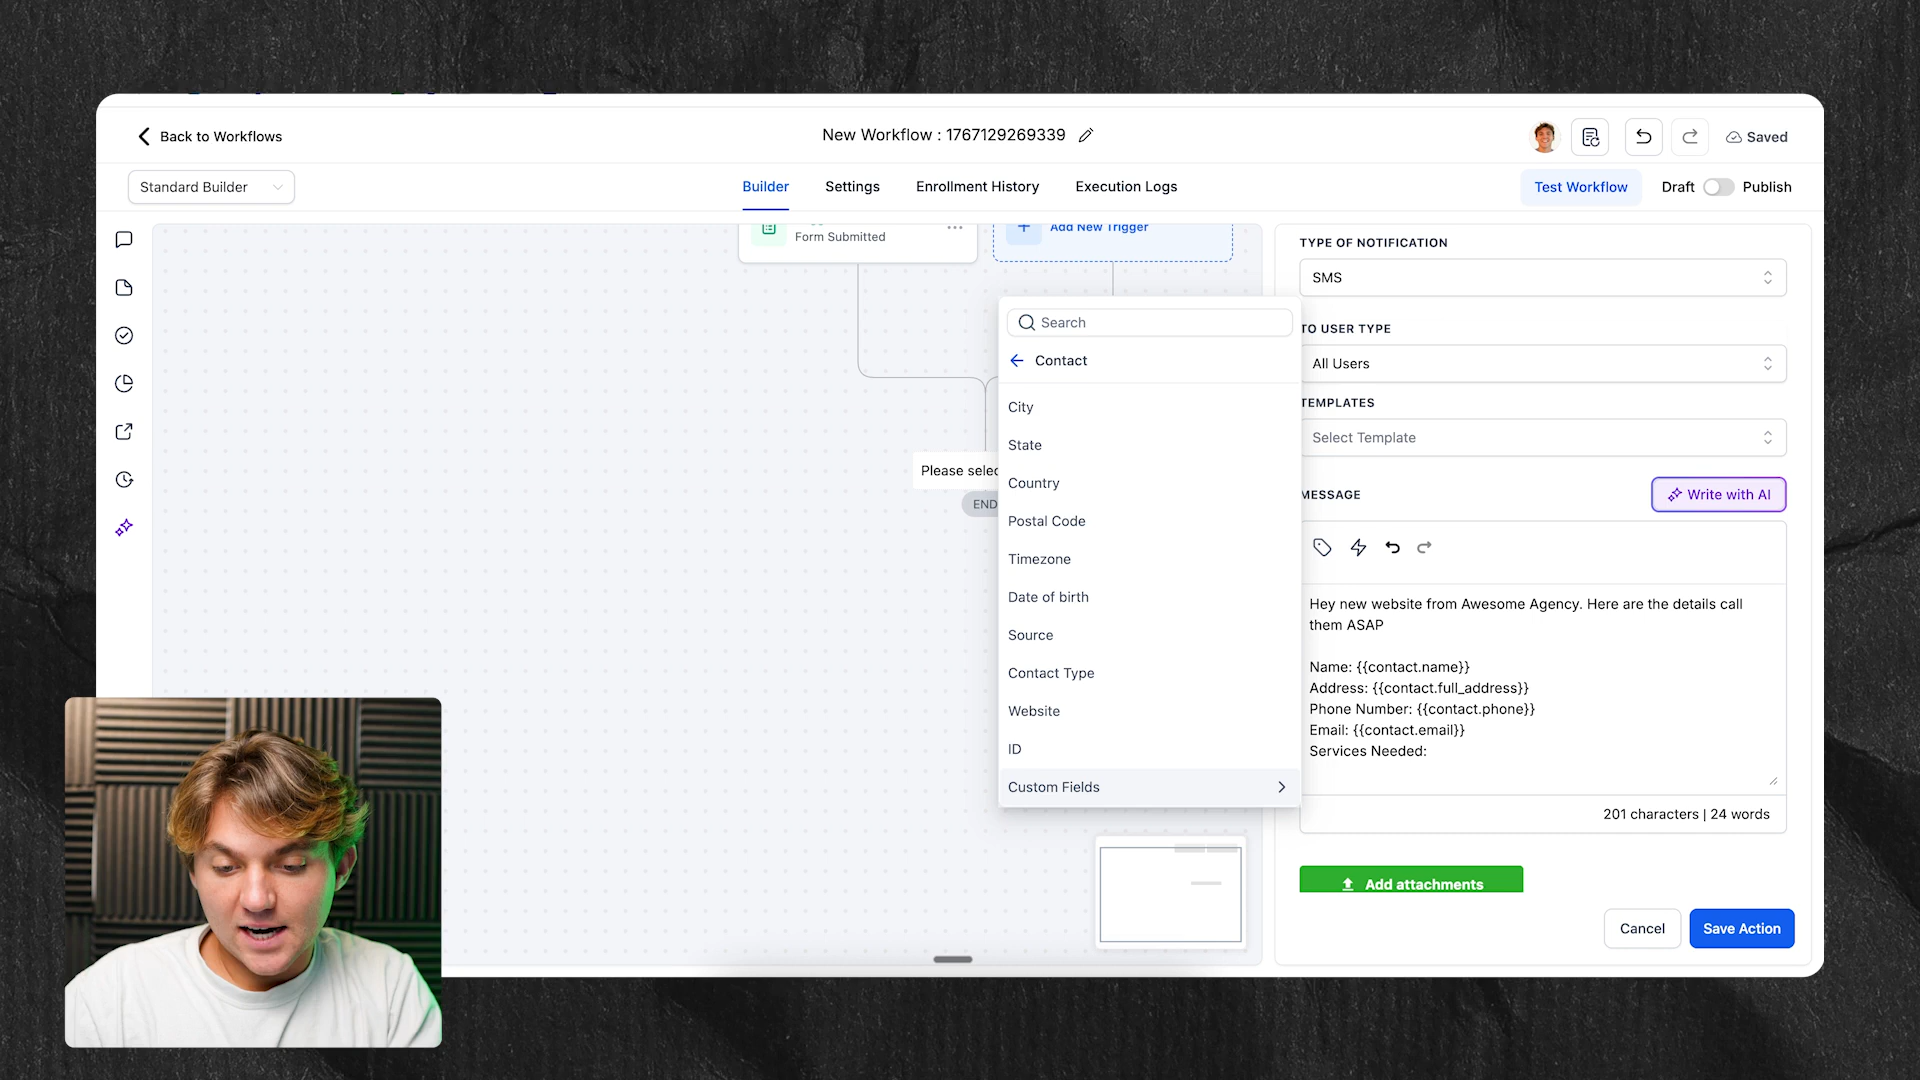 Back to Workflows
New Workflow : 1767129269339
Saved
Standard Builder
Builder
Settings
Enrollment History
Execution Logs
Test Workflow
Draft
Publish
Form Submitted
Add New Trigger
Please selec
END
Search
Contact
City
State
Country
Postal Code
Timezone
Date of birth
Source
Contact Type
Website
ID
Custom Fields
TYPE OF NOTIFICATION
SMS
TO USER TYPE
All Users
TEMPLATES
Select Template
MESSAGE
Write with AI
Hey new website from Awesome Agency. Here are the details call
them ASAP
Name: {{contact.name}}
Address: {{contact.full_address}}
Phone Number: {{contact.phone}}
Email: {{contact.email}}
Services Needed:
201 characters | 24 words
Add attachments
Cancel
Save Action